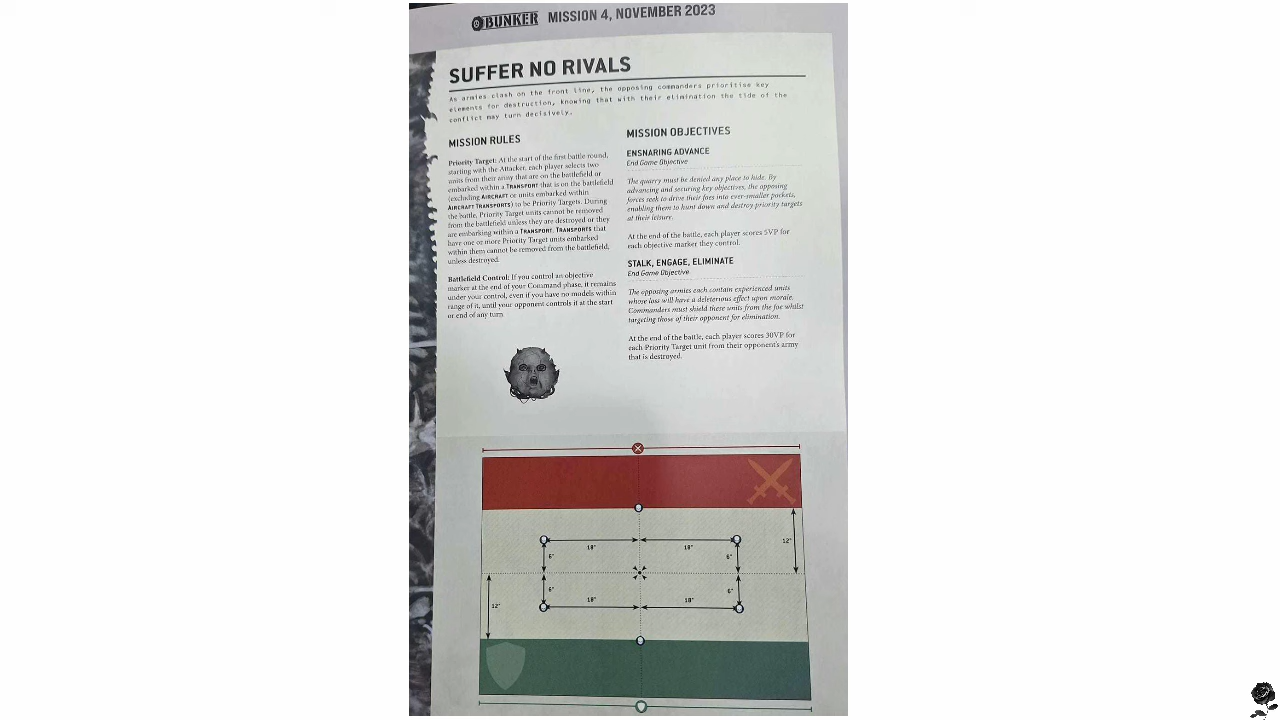 BUNKER MISSION 4, NOVEMBER 2023
SUFFER NO RIVALS
As armies clash on the front line, the opposing commanders prioritise key
elements for destruction, knowing that with their elimination the tide of the
conflict may turn decisively.
MISSION RULES
Priority Target: At the start of the first battle round,
starting with the Attacker, each player selects two
units from their army that are on the battlefield or
embarked within a TRANSPORT that is on the battlefield
(excluding AIRCRAFT or units embarked within
AIRCRAFT TRANSPORTS) to be Priority Targets. During
the battle, Priority Target units cannot be removed
from the battlefield unless they are destroyed or they
are embarking within a TRANSPORT. TRANSPORTS that
have one or more Priority Target units embarked
within them cannot be removed from the battlefield,
unless destroyed.
Battlefield Control: If you control an objective
marker at the end of your Command phase, it remains
under your control, even if you have no models within
range of it, until your opponent controls it at the start
or end of any turn.
MISSION OBJECTIVES
ENSNARING ADVANCE
End Game Objective
The quarry must be denied any place to hide. By
advancing and securing key objectives, the opposing
forces seek to drive their foes into ever-smaller pockets,
enabling them to hunt down and destroy priority targets
at their leisure.
At the end of the battle, each player scores 5VP for
each objective marker they control.
STALK, ENGAGE, ELIMINATE
End Game Objective
The opposing armies each contain experienced units
whose loss will have a deleterious effect upon morale.
Commanders must shield these units from the foe whilst
targeting those of their opponent for elimination.
At the end of the battle, each player scores 30VP for
each Priority Target unit from their opponent's army
that is destroyed.
18" 18"
12"
6" 6"
6" 6"
18" 18"
12"